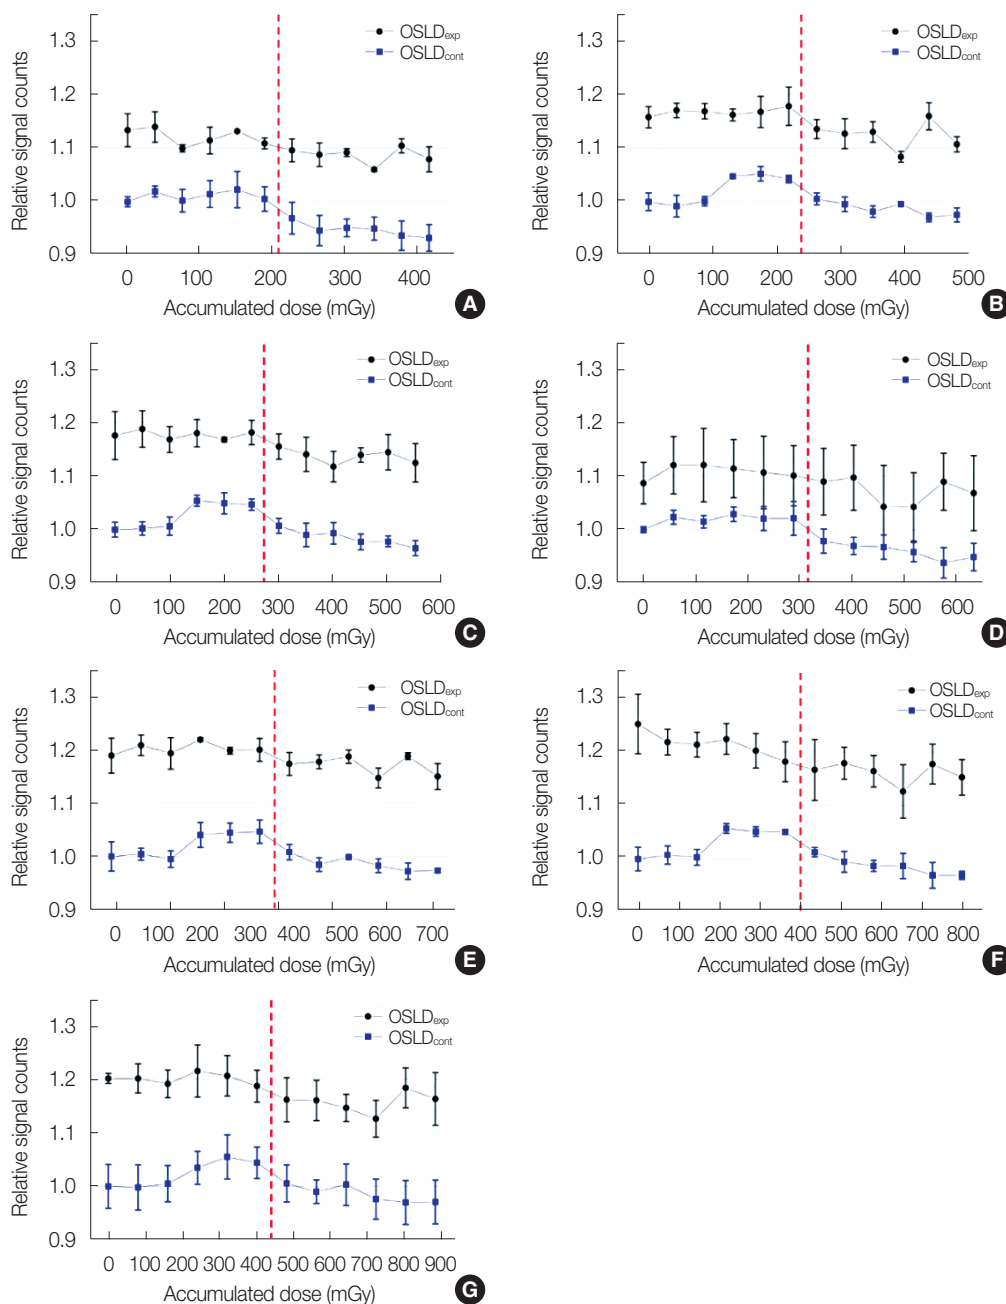 1.3
1.2
1.1
1.0
0.9
Relative signal counts
OSLDexp
OSLDcont
0 100 200 300 400
Accumulated dose (mGy)
A
1.3
1.2
1.1
1.0
0.9
Relative signal counts
OSLDexp
OSLDcont
0 100 200 300 400 500
Accumulated dose (mGy)
B
1.3
1.2
1.1
1.0
0.9
Relative signal counts
OSLDexp
OSLDcont
0 100 200 300 400 500 600
Accumulated dose (mGy)
C
1.3
1.2
1.1
1.0
0.9
Relative signal counts
OSLDexp
OSLDcont
0 100 200 300 400 500 600
Accumulated dose (mGy)
D
1.3
1.2
1.1
1.0
0.9
Relative signal counts
OSLDexp
OSLDcont
0 100 200 300 400 500 600 700
Accumulated dose (mGy)
E
1.3
1.2
1.1
1.0
0.9
Relative signal counts
OSLDexp
OSLDcont
0 100 200 300 400 500 600 700 800
Accumulated dose (mGy)
F
1.3
1.2
1.1
1.0
0.9
Relative signal counts
OSLDexp
OSLDcont
0 100 200 300 400 500 600 700 800 900
Accumulated dose (mGy)
G